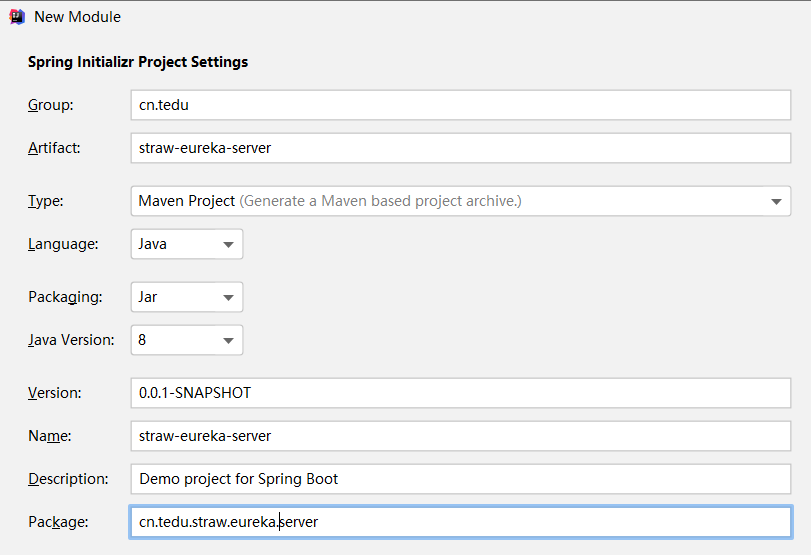 New Module
Spring Initializr Project Settings
Group: cn.tedu
Artifact: straw-eureka-server
Type: Maven Project (Generate a Maven based project archive.)
Language: Java
Packaging: Jar
Java Version: 8
Version: 0.0.1-SNAPSHOT
Name: straw-eureka-server
Description: Demo project for Spring Boot
Package: cn.tedu.straw.eureka.server